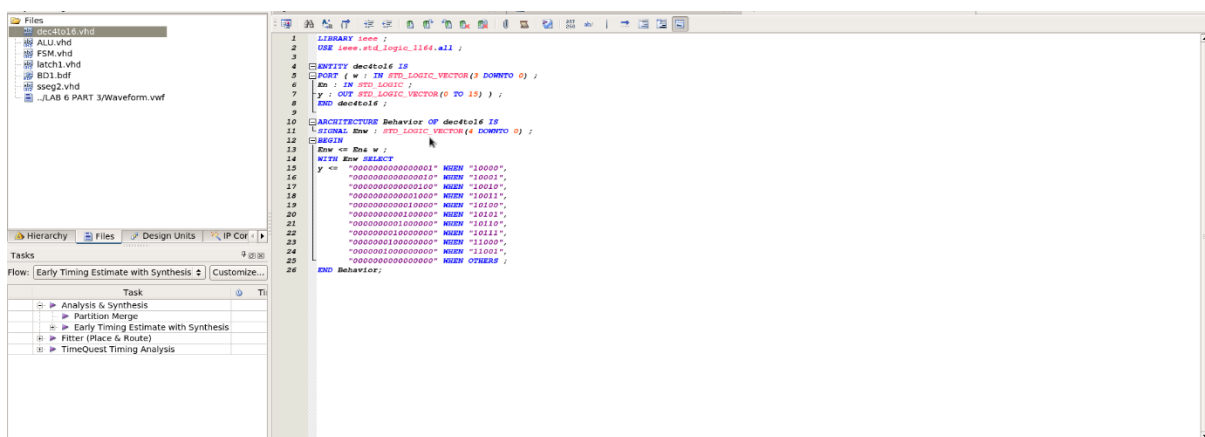 Files
dec4to16.vhd
ALU.vhd
FSM.vhd
latch1.vhd
BD1.bdf
sseg2.vhd
../LAB 6 PART 3/Waveform.vwf
Hierarchy Files Design Units IP Cor
Tasks
Flow: Early Timing Estimate with Synthesis Customize...
Task Ti
Analysis & Synthesis
Partition Merge
Early Timing Estimate with Synthesis
Fitter (Place & Route)
TimeQuest Timing Analysis
1 LIBRARY ieee ;
2 USE ieee.std_logic_1164.all ;
3
4 ENTITY dec4to16 IS
5 PORT ( w : IN STD_LOGIC_VECTOR(3 DOWNTO 0) ;
6 En : IN STD_LOGIC ;
7 y : OUT STD_LOGIC_VECTOR(0 TO 15) ) ;
8 END dec4to16 ;
9
10 ARCHITECTURE Behavior OF dec4to16 IS
11 SIGNAL Enw : STD_LOGIC_VECTOR(4 DOWNTO 0) ;
12 BEGIN
13 Enw <= En& w ;
14 WITH Enw SELECT
15 y <= "0000000000000001" WHEN "10000",
16 "0000000000000010" WHEN "10001",
17 "0000000000000100" WHEN "10010",
18 "0000000000001000" WHEN "10011",
19 "0000000000010000" WHEN "10100",
20 "0000000000100000" WHEN "10101",
21 "0000000001000000" WHEN "10110",
22 "0000000010000000" WHEN "10111",
23 "0000000100000000" WHEN "11000",
24 "0000001000000000" WHEN "11001",
25 "0000000000000000" WHEN OTHERS ;
26 END Behavior;